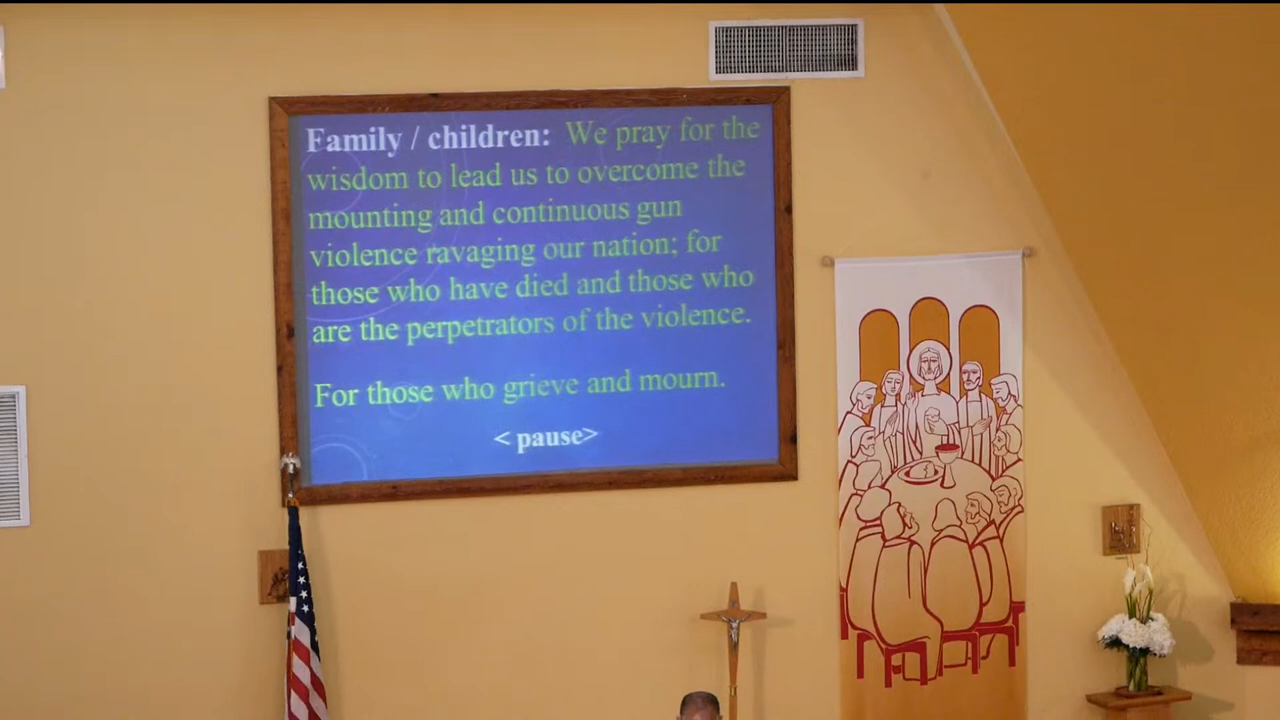 Family / children: We pray for the
wisdom to lead us to overcome the
mounting and continuous gun
violence ravaging our nation; for
those who have died and those who
are the perpetrators of the violence.
For those who grieve and mourn.
< pause>